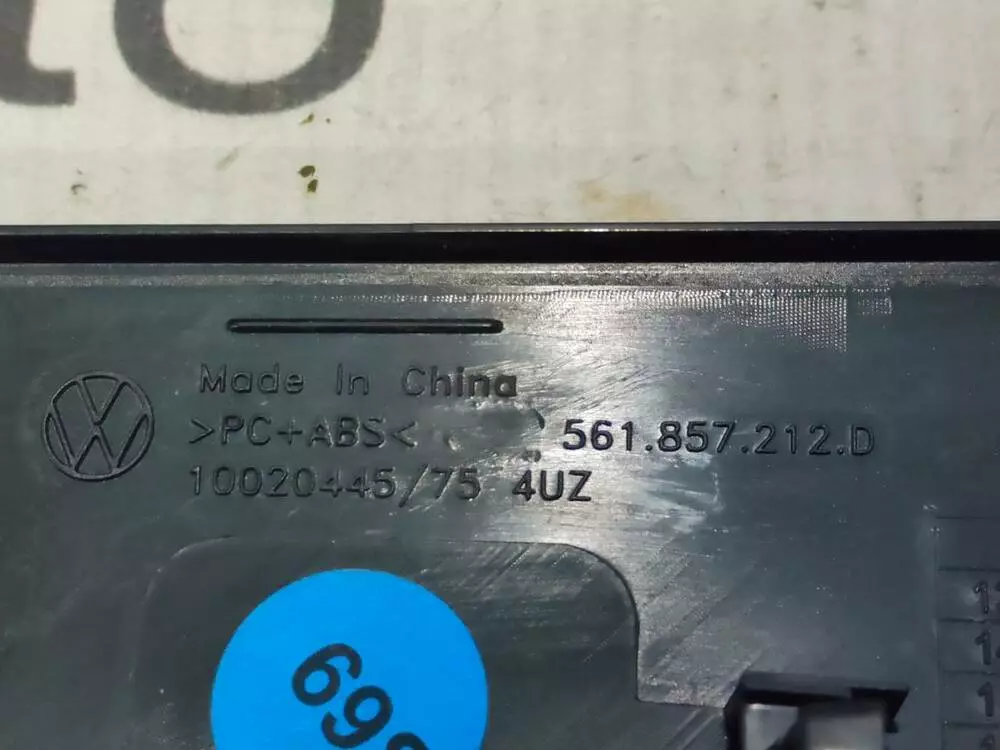 Made In China
>PC+ABS< 561.857.212.D
10020445/75 4UZ